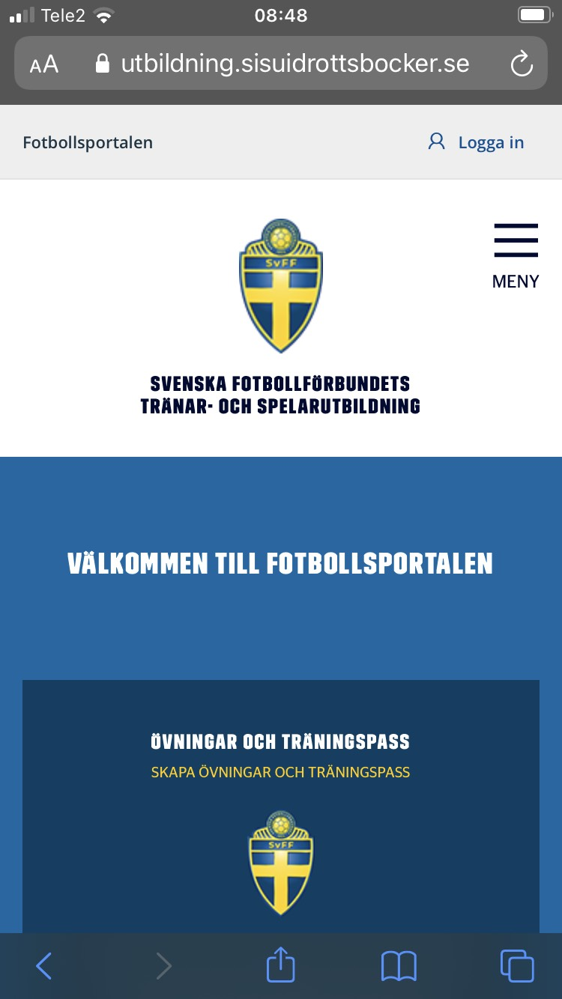 Tele2
08:48
AA
utbildning.sisuidrottsbocker.se
Fotbollsportalen
Logga in
SvFF
MENY
SVENSKA FOTBOLLFÖRBUNDETS
TRÄNAR- OCH SPELARUTBILDNING
VÄLKOMMEN TILL FOTBOLLSPORTALEN
ÖVNINGAR OCH TRÄNINGSPASS
SKAPA ÖVNINGAR OCH TRÄNINGSPASS
SvFF